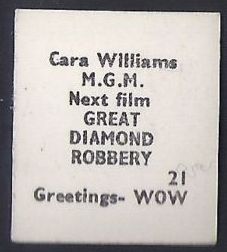 Cara Williams
M.G.M.
Next film
GREAT
DIAMOND
ROBBERY
21
Greetings- WOW